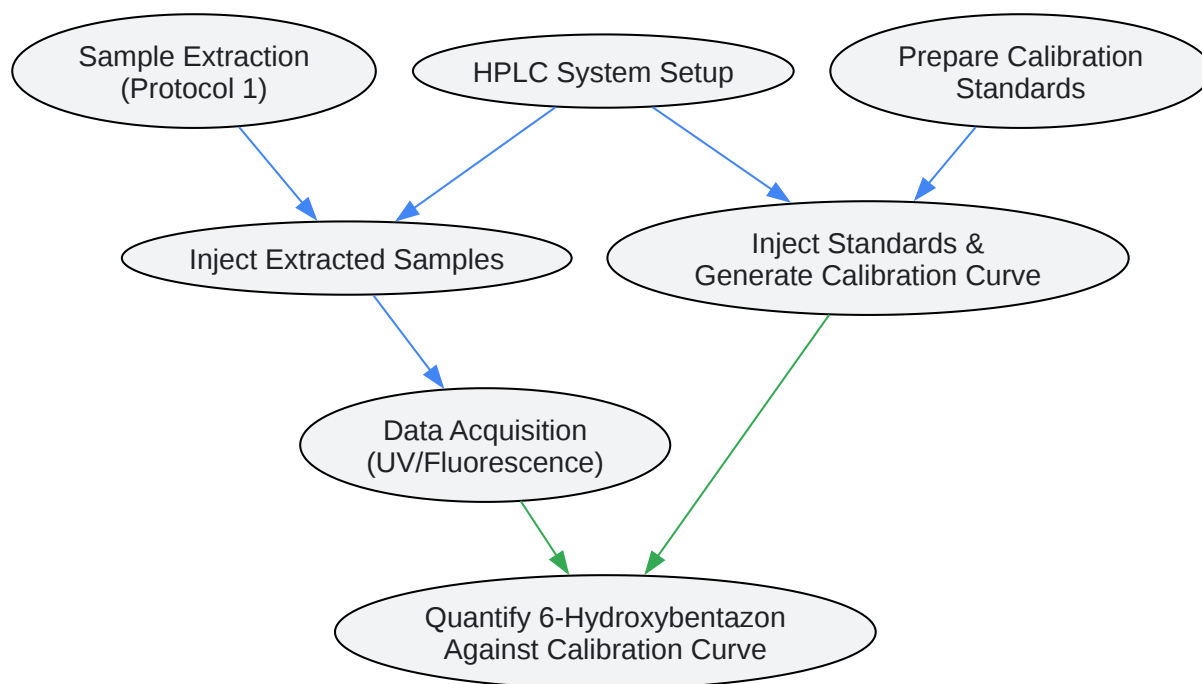 Sample Extraction
(Protocol 1)
HPLC System Setup
Prepare Calibration
Standards
Inject Extracted Samples
Inject Standards &
Generate Calibration Curve
Data Acquisition
(UV/Fluorescence)
Quantify 6-Hydroxybentazon
Against Calibration Curve